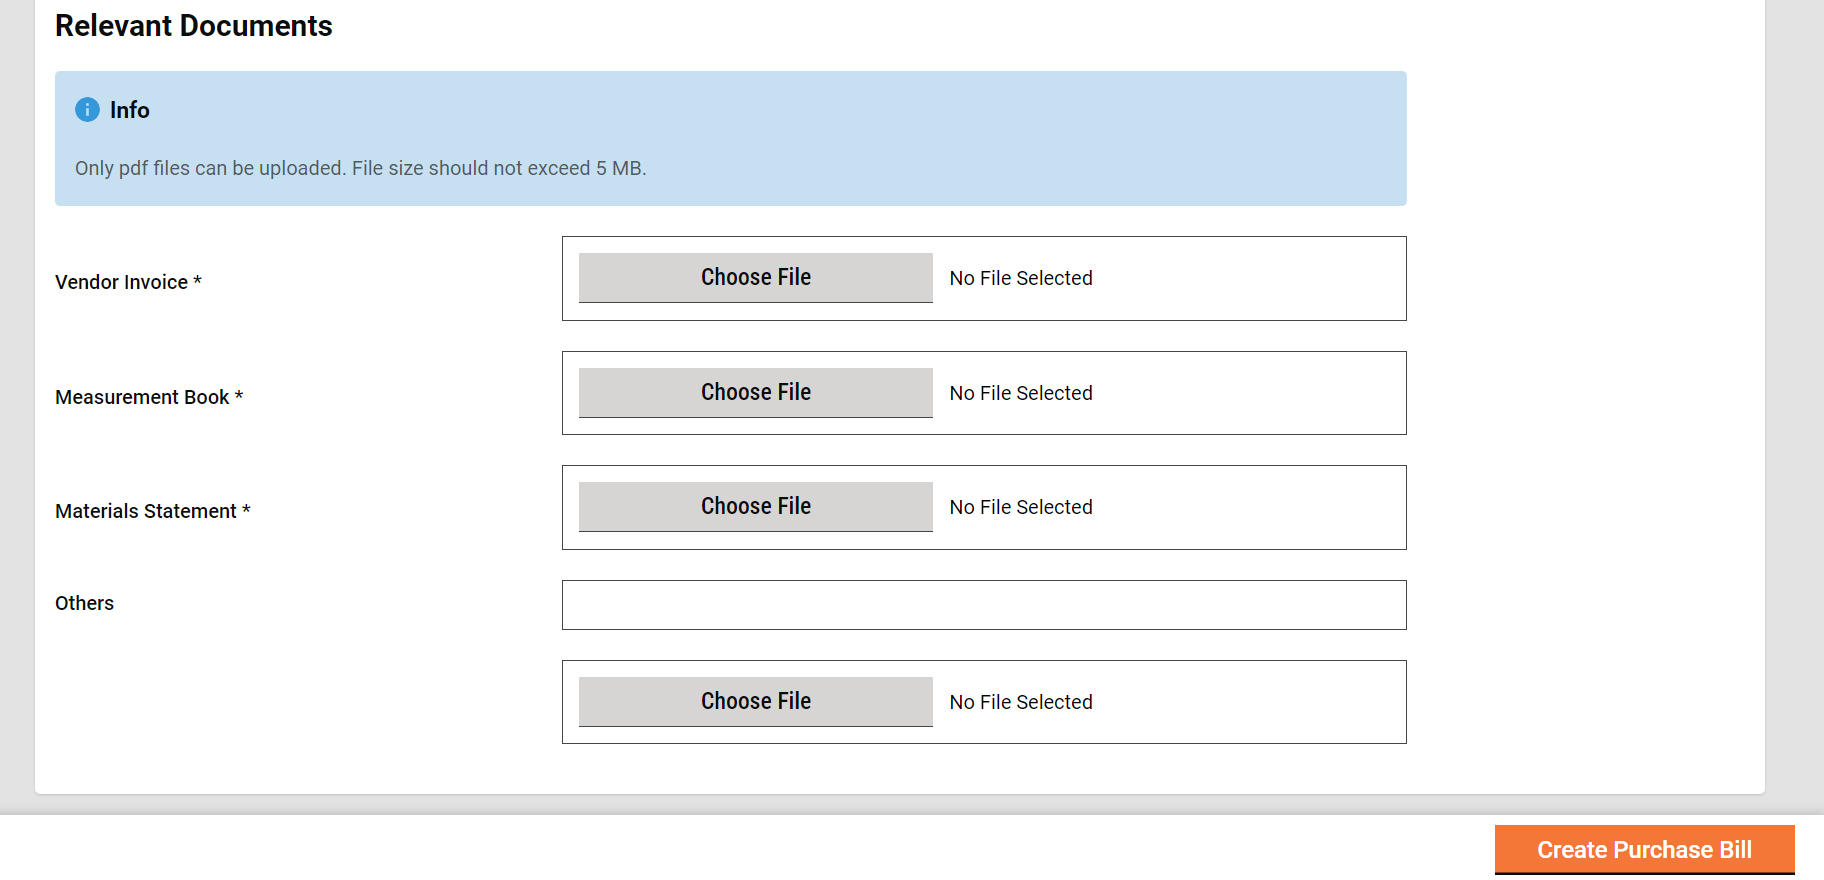 Relevant Documents
Info
Only pdf files can be uploaded. File size should not exceed 5 MB.
Vendor Invoice * Choose File No File Selected
Measurement Book * Choose File No File Selected
Materials Statement * Choose File No File Selected
Others
Choose File No File Selected
Create Purchase Bill